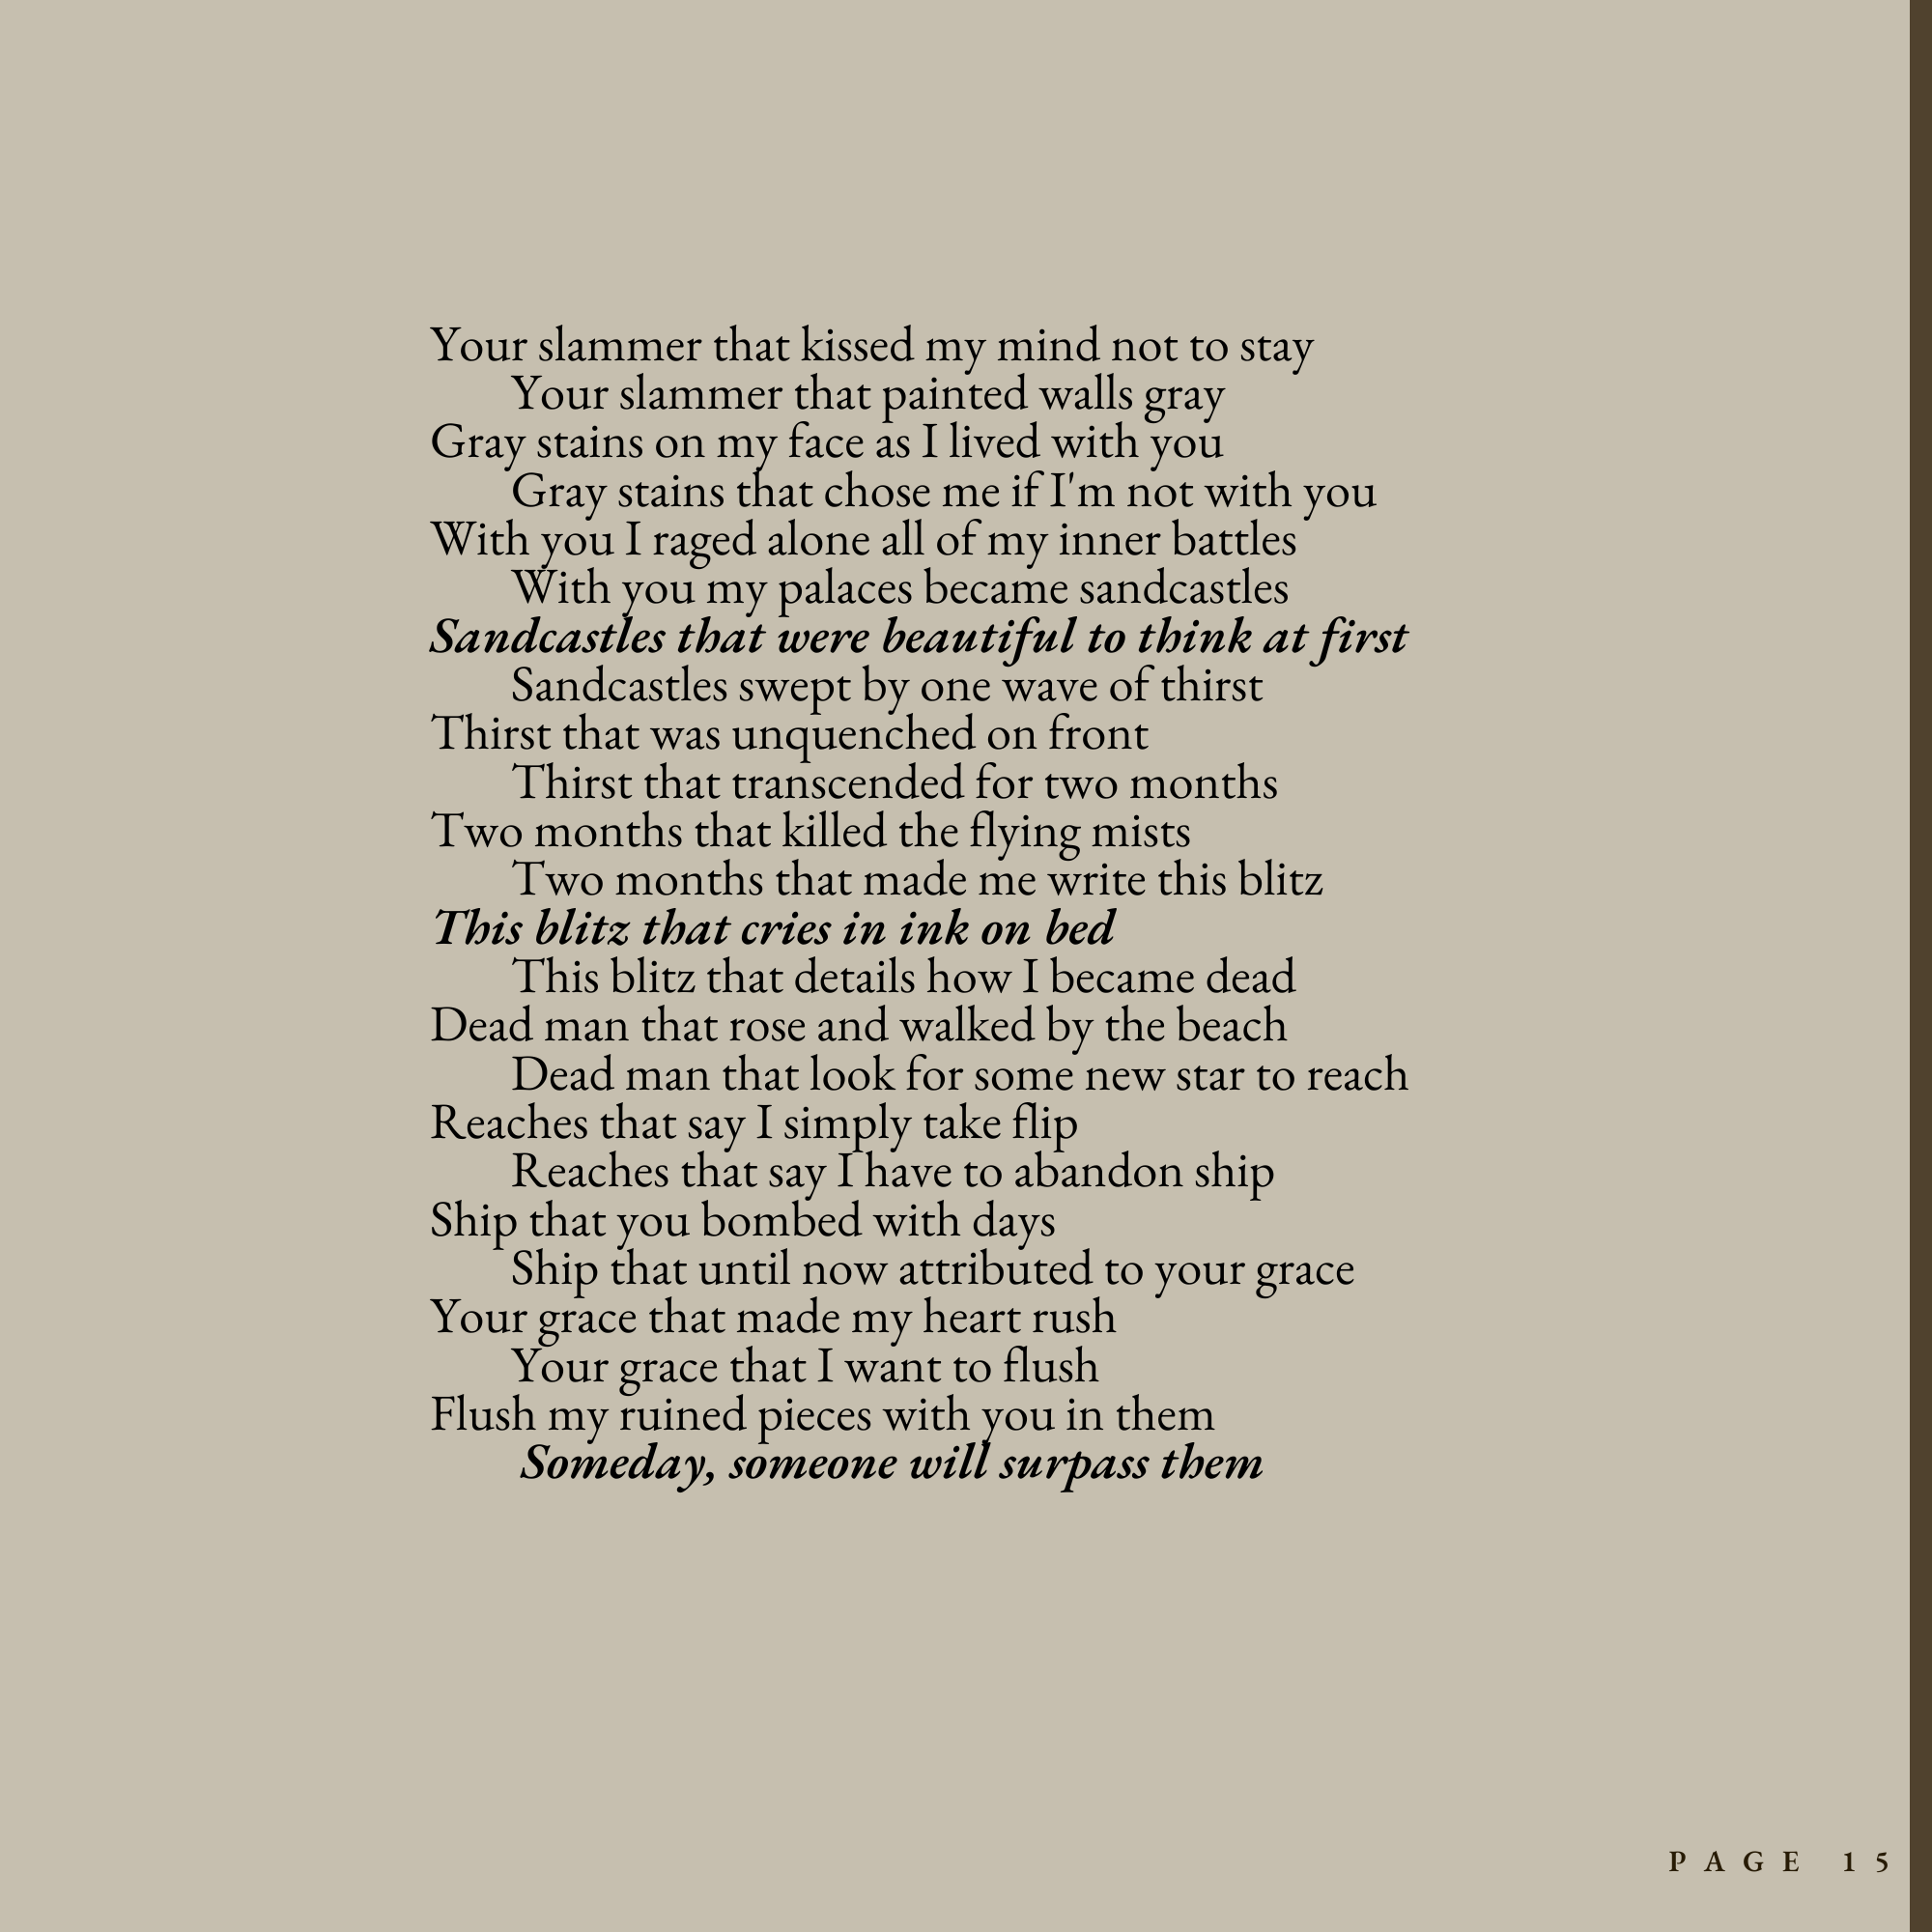 Your slammer that kissed my mind not to stay
Your slammer that painted walls gray
Gray stains on my face as I lived with you
Gray stains that chose me if I'm not with you
With you I raged alone all of my inner battles
With you my palaces became sandcastles
Sandcastles that were beautiful to think at first
Sandcastles swept by one wave of thirst
Thirst that was unquenched on front
Thirst that transcended for two months
Two months that killed the flying mists
Two months that made me write this blitz
This blitz that cries in ink on bed
This blitz that details how I became dead
Dead man that rose and walked by the beach
Dead man that look for some new star to reach
Reaches that say I simply take flip
Reaches that say I have to abandon ship
Ship that you bombed with days
Ship that until now attributed to your grace
Your grace that made my heart rush
Your grace that I want to flush
Flush my ruined pieces with you in them
Someday, someone will surpass them
PAGE 15